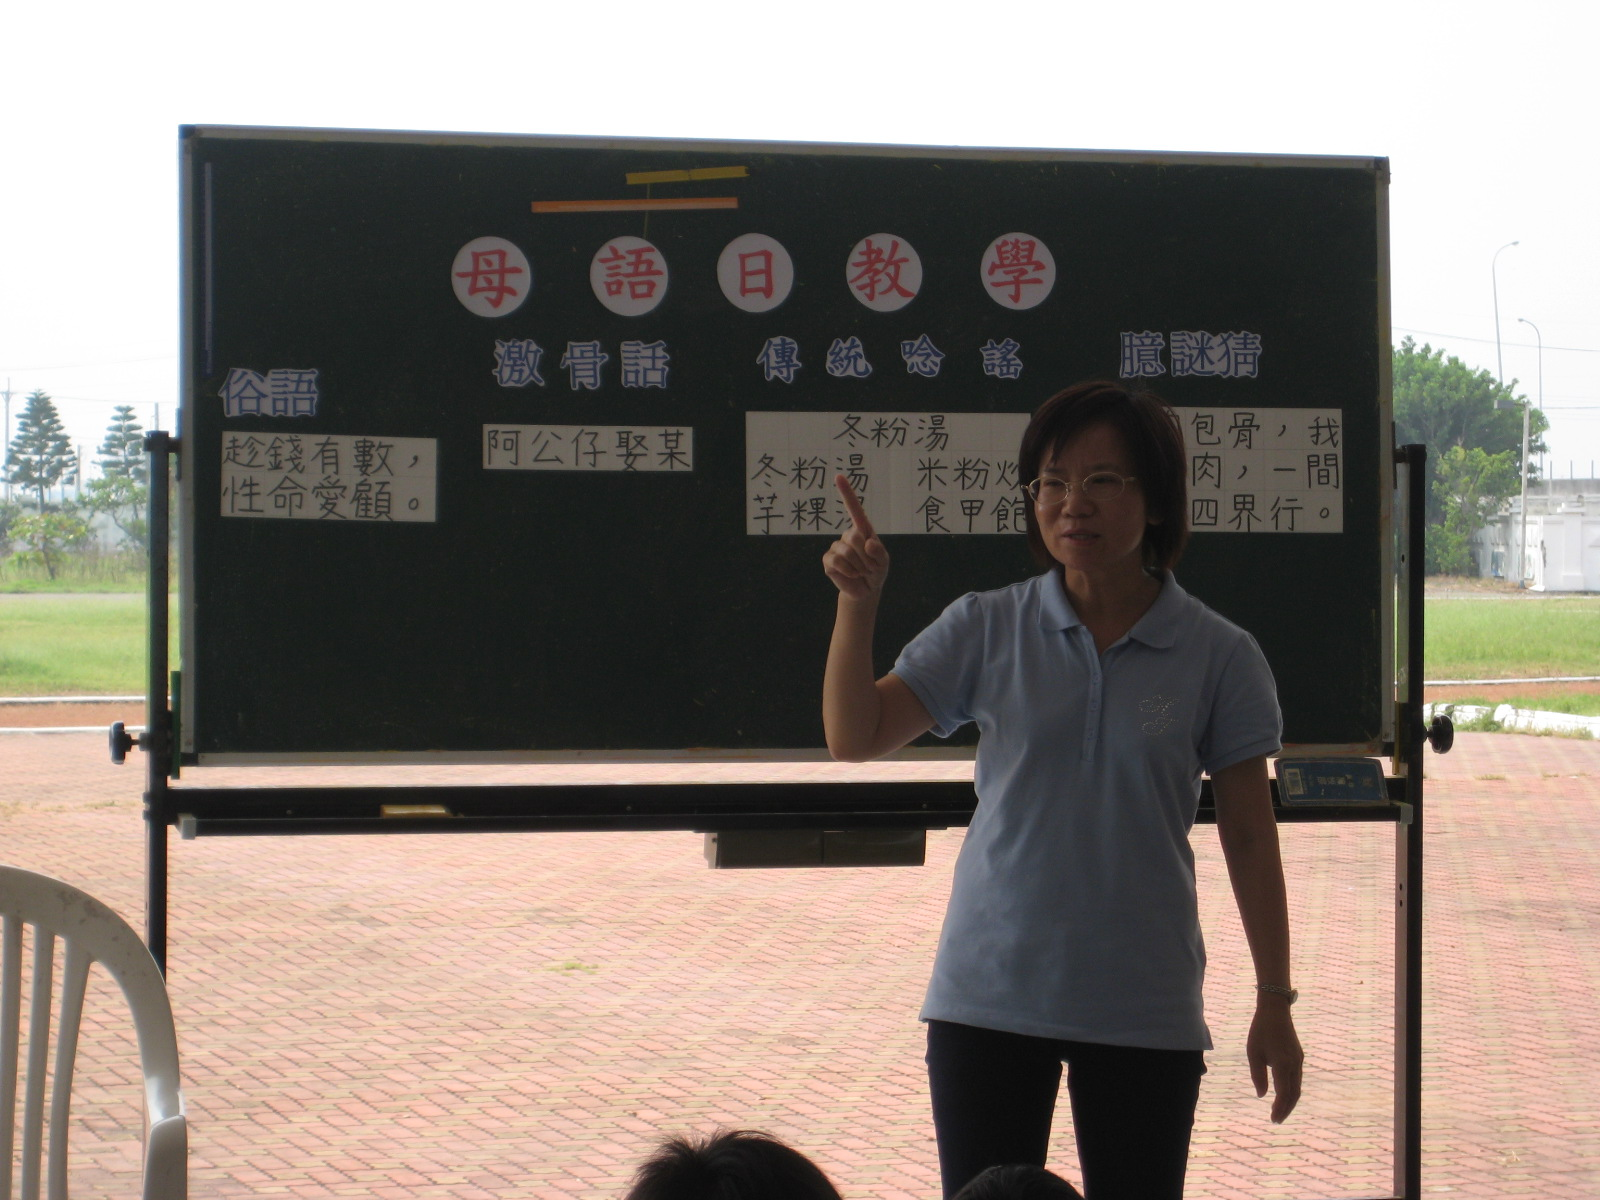 母語日教學
俗語
激骨話
傳統唸謠
臆謎猜
趁錢有數，
性命愛顧。
阿公仔娶某
冬粉湯
冬粉湯 米粉炒
芋粿湯 食甲飽
包骨，我
肉，一間
四界行。